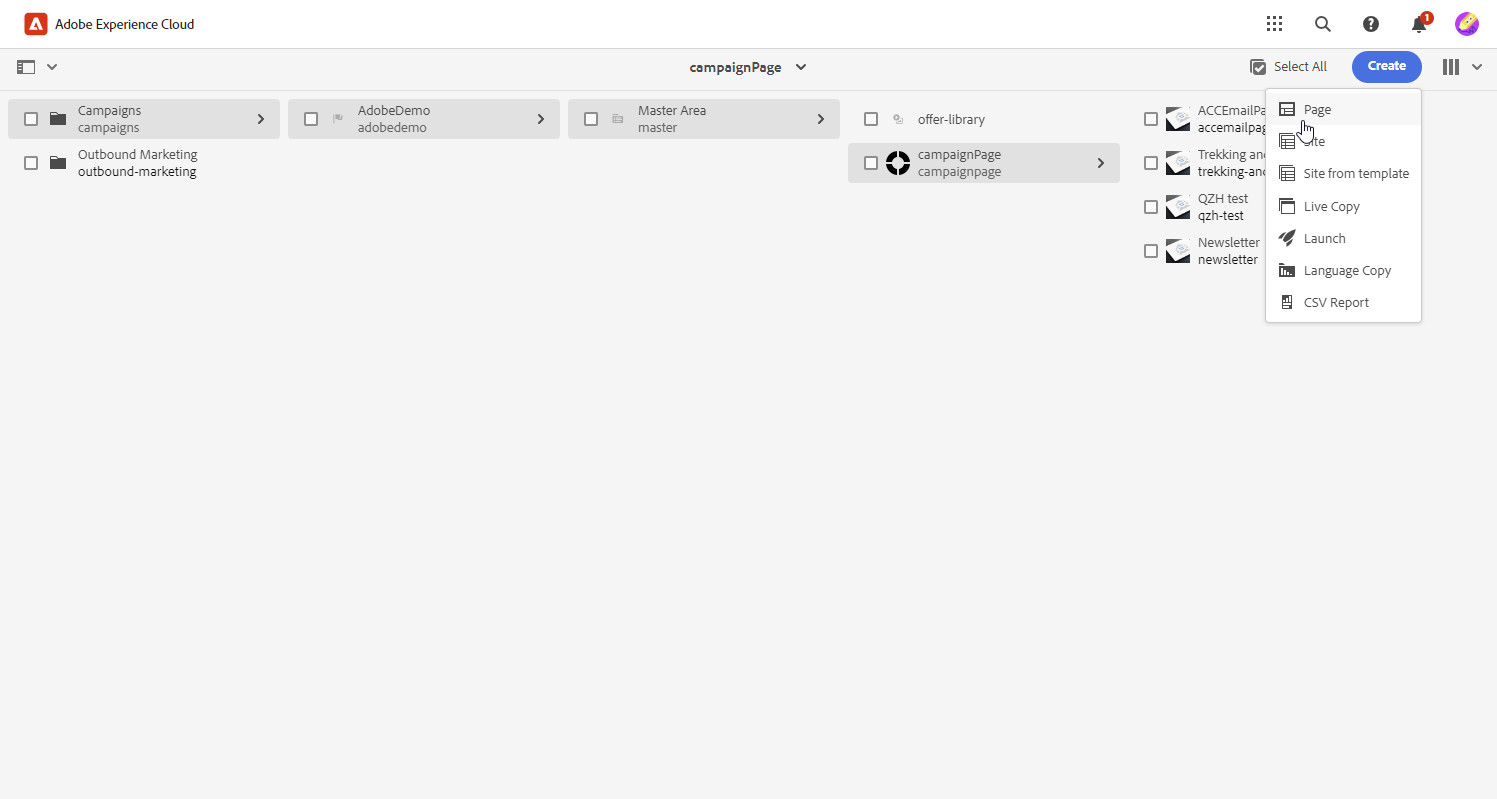 Adobe Experience Cloud
1
campaignPage
Select All
Create
Campaigns
campaigns
Outbound Marketing
outbound-marketing
AdobeDemo
adobedemo
Master Area
master
offer-library
campaignPage
campaignpage
ACCEmailPa
accemailpag
Trekking and
trekking-and
QZH test
qzh-test
Newsletter
newsletter
Page
Site
Site from template
Live Copy
Launch
Language Copy
CSV Report